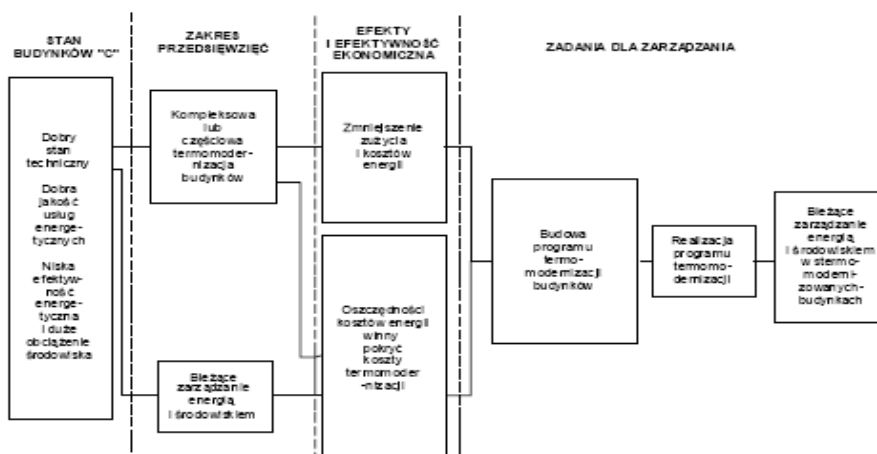 STAN
BUDYNKÓW "C"
ZAKRES
PRZEDSIĘWZIĘĆ
EFEKTY
I EFEKTYWNOŚĆ
EKONOMICZNA
ZADANIA DLA ZARZĄDZANIA
Dobry
stan
techniczny
Dobra
jakość
usług
energe-
tycznych
Niska
efektyw-
ność
energe-
tyczna
i duże
obciążenie
środowiska
Kompleksowa
lub
częściowa
termomoder-
nizacja
budynków
Bieżące
zarządzanie
energią
i środowiskiem
Zmniejszenie
zużycia
i kosztów
energii
Oszczędności
kosztów energii
winny
pokryć
koszty
termomoder
-nizacji
Budowa
programu
termo-
modernizacji
budynków
Realizacja
programu
termomo-
dernizacji
Bieżące
zarządzanie
energią
i środowiskiem
w stermo-
moderni-
zowanych-
budynkach